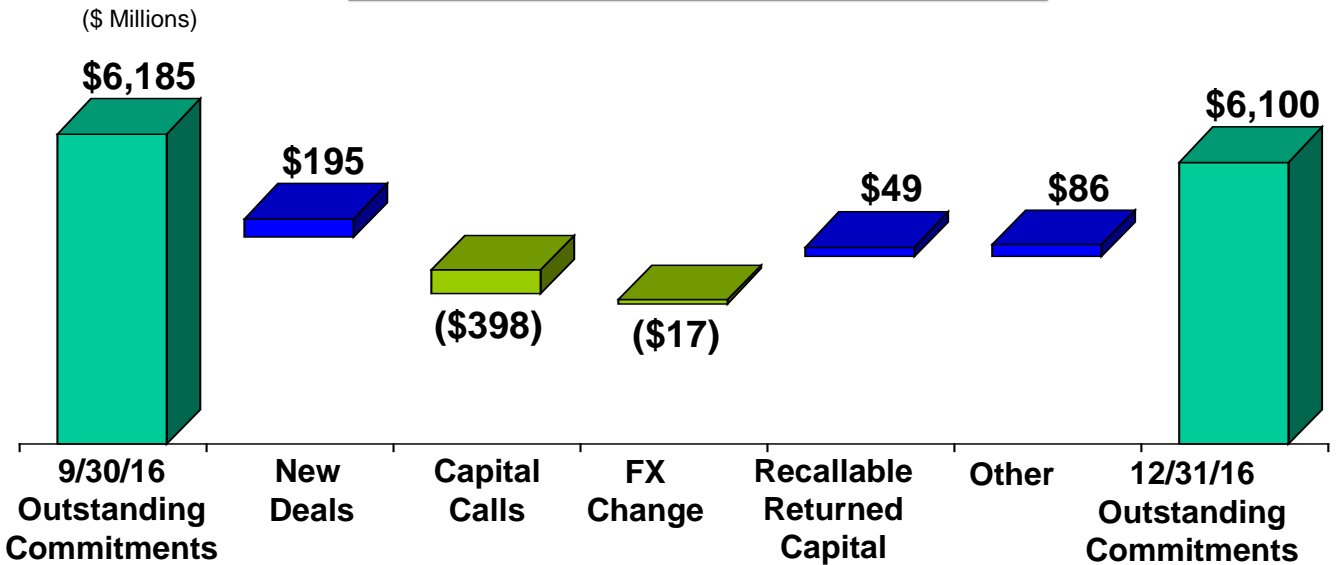 ($ Millions)
$6,185
$195
($398)
($17)
$49
$86
$6,100
9/30/16
Outstanding
Commitments
New
Deals
Capital
Calls
FX
Change
Recallable
Returned
Capital
Other
12/31/16
Outstanding
Commitments